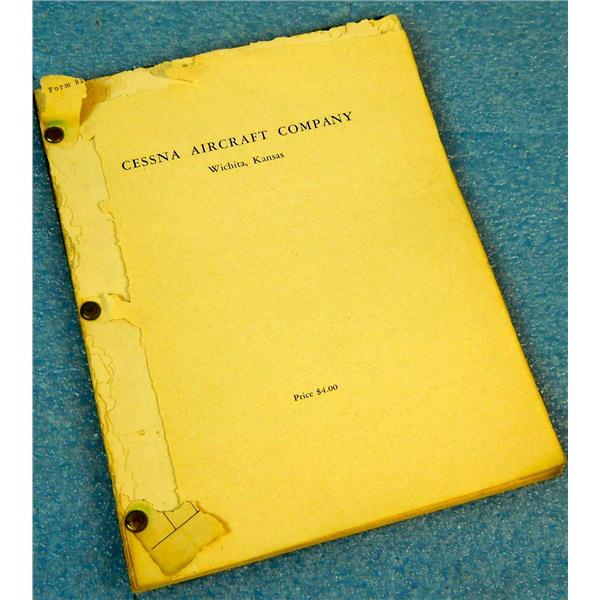 Form
CESSNA AIRCRAFT COMPANY
Wichita, Kansas
Price $4.00